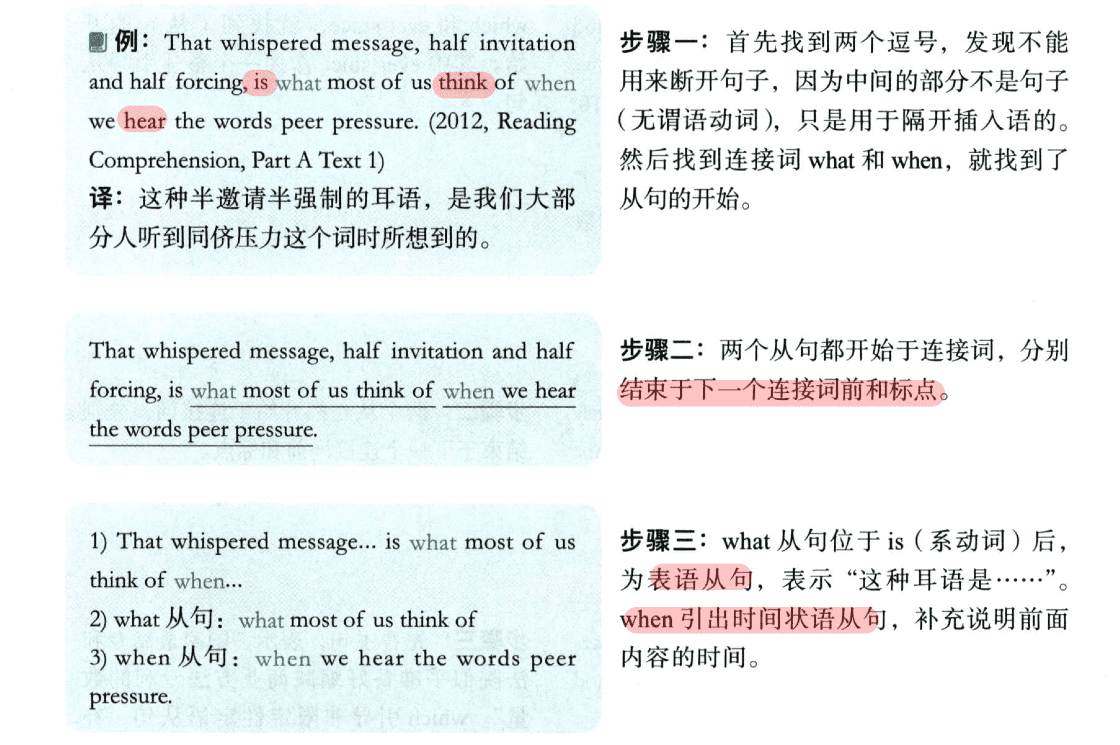 例：That whispered message, half invitation
and half forcing, is what most of us think of when
we hear the words peer pressure. (2012, Reading
Comprehension, Part A Text 1)
译：这种半邀请半强制的耳语，是我们大部
分人听到同侪压力这个词时所想到的。
步骤一：首先找到两个逗号，发现不能
用来断开句子，因为中间的部分不是句子
（无谓语动词），只是用于隔开插入语的。
然后找到连接词 what 和 when，就找到了
从句的开始。
That whispered message, half invitation and half
forcing, is what most of us think of when we hear
the words peer pressure.
步骤二：两个从句都开始于连接词，分别
结束于下一个连接词前和标点。
1) That whispered message... is what most of us
think of when...
2) what 从句：what most of us think of
3) when 从句：when we hear the words peer
pressure.
步骤三：what 从句位于 is（系动词）后，
为表语从句，表示“这种耳语是……”。
when 引出时间状语从句，补充说明前面
内容的时间。